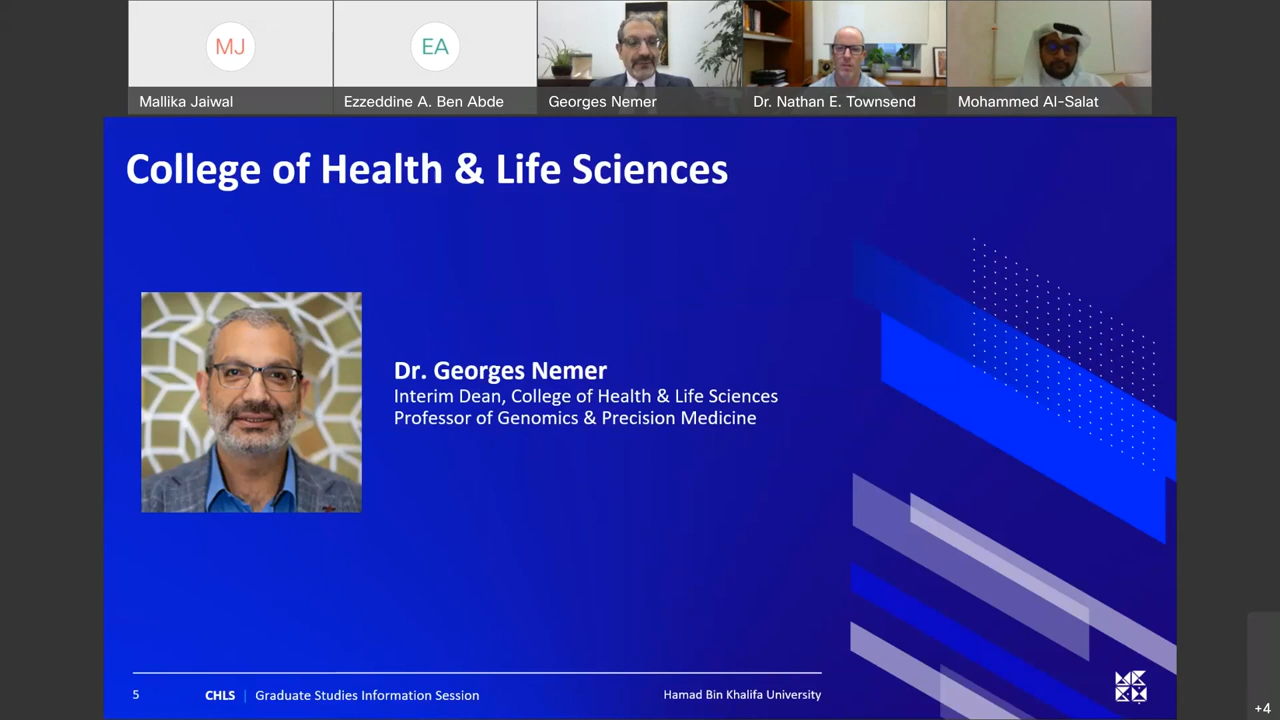 MJ
EA
Mallika Jaiwal
Ezzeddine A. Ben Abde
Georges Nemer
Dr. Nathan E. Townsend
Mohammed Al-Salat
College of Health & Life Sciences
Dr. Georges Nemer
Interim Dean, College of Health & Life Sciences
Professor of Genomics & Precision Medicine
5
CHLS | Graduate Studies Information Session
Hamad Bin Khalifa University
+4